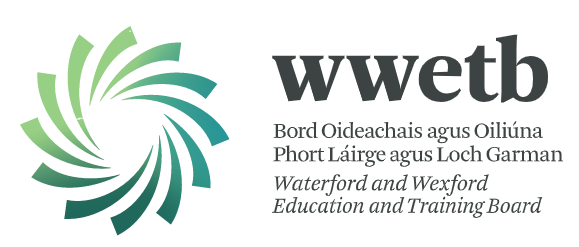 wwetb
Bord Oideachais agus Oiliúna
Phort Láirge agus Loch Garman
Waterford and Wexford
Education and Training Board